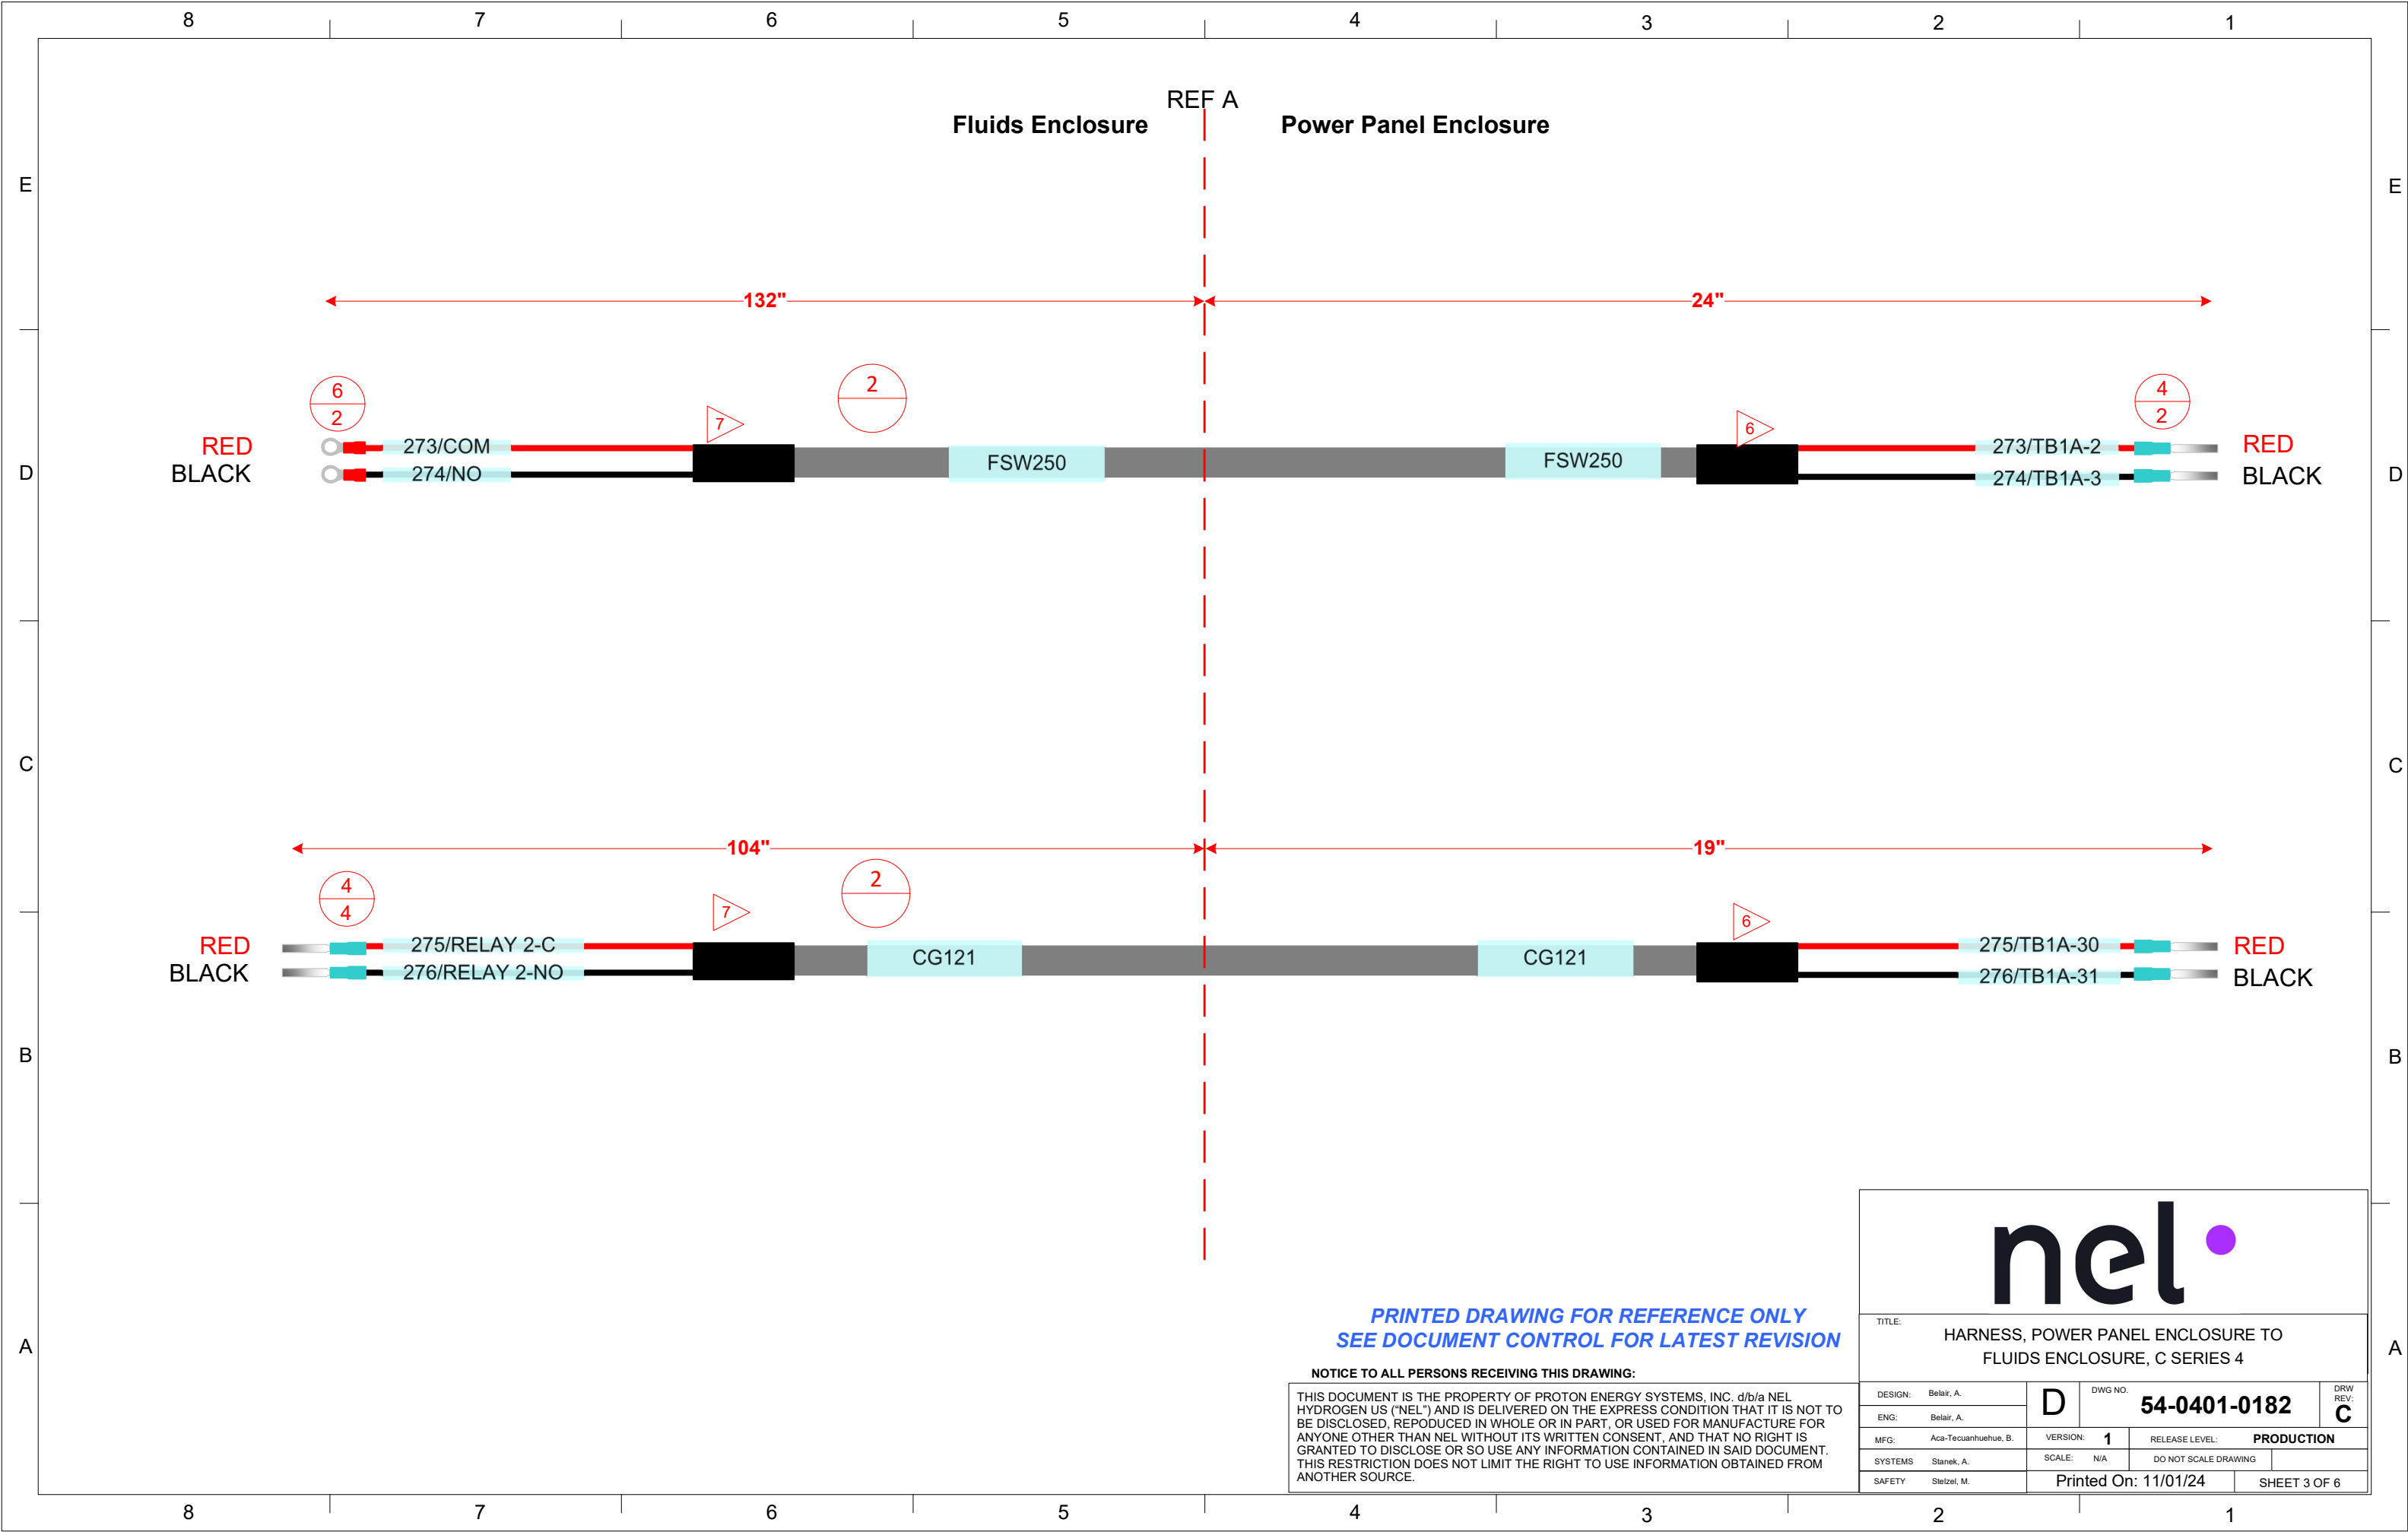 8 7 6 5 4 3 2 1
REF A
Fluids Enclosure Power Panel Enclosure
E E
132" 24"
6
2
2
4
2
7 6
RED 273/COM 273/TB1A-2 RED
FSW250 FSW250
D BLACK 274/NO 274/TB1A-3 BLACK D
C C
104" 19"
4
4
2
7 6
RED 275/RELAY 2-C 275/TB1A-30 RED
CG121 CG121
BLACK 276/RELAY 2-NO 276/TB1A-31 BLACK
B B
nel
PRINTED DRAWING FOR REFERENCE ONLY
SEE DOCUMENT CONTROL FOR LATEST REVISION
A A
TITLE:
HARNESS, POWER PANEL ENCLOSURE TO
FLUIDS ENCLOSURE, C SERIES 4
NOTICE TO ALL PERSONS RECEIVING THIS DRAWING:
THIS DOCUMENT IS THE PROPERTY OF PROTON ENERGY SYSTEMS, INC. d/b/a NEL
HYDROGEN US ("NEL") AND IS DELIVERED ON THE EXPRESS CONDITION THAT IT IS NOT TO
BE DISCLOSED, REPODUCED IN WHOLE OR IN PART, OR USED FOR MANUFACTURE FOR
ANYONE OTHER THAN NEL WITHOUT ITS WRITTEN CONSENT, AND THAT NO RIGHT IS
GRANTED TO DISCLOSE OR SO USE ANY INFORMATION CONTAINED IN SAID DOCUMENT.
THIS RESTRICTION DOES NOT LIMIT THE RIGHT TO USE INFORMATION OBTAINED FROM
ANOTHER SOURCE.
DESIGN: Belair, A.
ENG: Belair, A.
MFG: Aca-Tecuanhuehue, B.
SYSTEMS Stanek, A.
SAFETY Stelzel, M.
D
DWG NO. 54-0401-0182
DRW
REV:
C
VERSION: 1 RELEASE LEVEL: PRODUCTION
SCALE: N/A DO NOT SCALE DRAWING
Printed On: 11/01/24 SHEET 3 OF 6
8 7 6 5 4 3 2 1